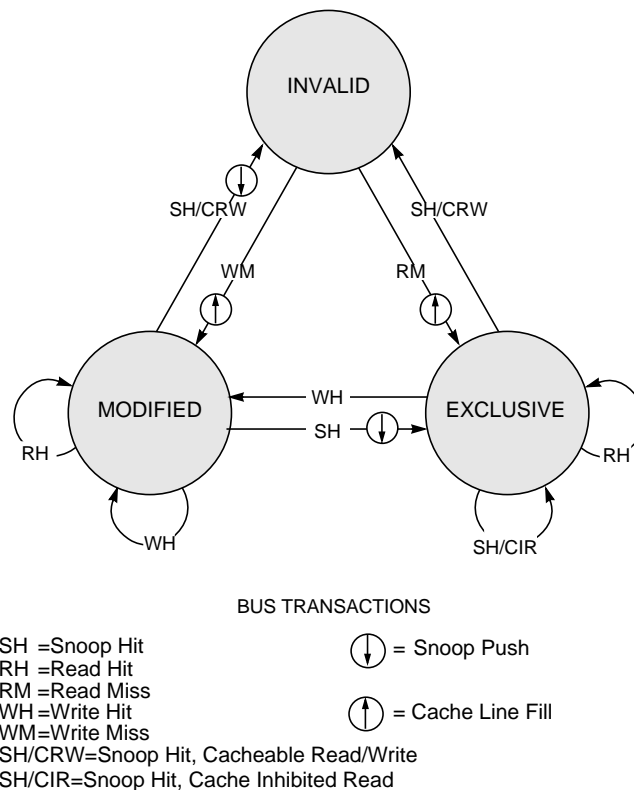 INVALID
SH/CRW
SH/CRW
WM
RM
MODIFIED
WH
EXCLUSIVE
SH
RH
RH
WH
SH/CIR
BUS TRANSACTIONS
SH =Snoop Hit
= Snoop Push
RH =Read Hit
RM =Read Miss
WH =Write Hit
= Cache Line Fill
WM=Write Miss
SH/CRW=Snoop Hit, Cacheable Read/Write
SH/CIR=Snoop Hit, Cache Inhibited Read